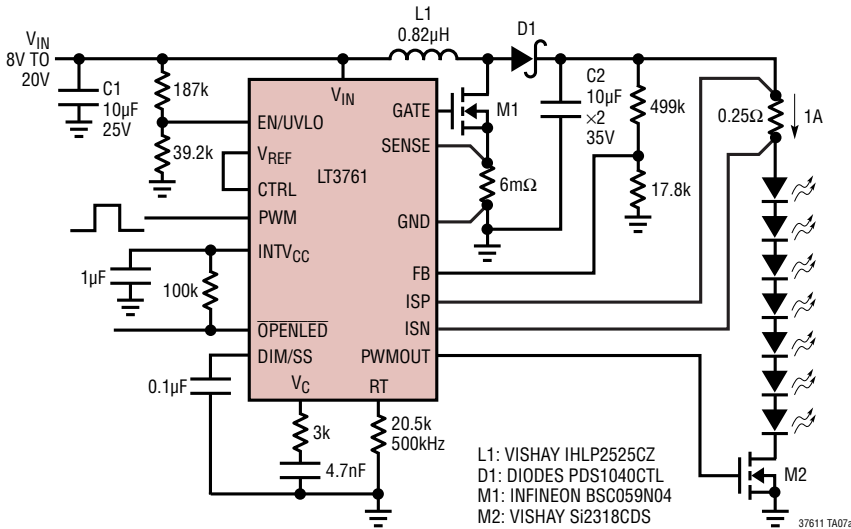 L1
0.82µH
D1
VIN
8V TO
20V
C1
10µF
25V
187k
39.2k
VIN
EN/UVLO
VREF
CTRL
LT3761
PWM
INTVCC
1µF
100k
OPENLED
DIM/SS
0.1µF
VC
RT
GATE
SENSE
GND
FB
ISP
ISN
PWMOUT
M1
6mΩ
C2
10µF
×2
35V
499k
17.8k
0.25Ω
1A
3k
4.7nF
20.5k
500kHz
M2
L1: VISHAY IHLP2525CZ
D1: DIODES PDS1040CTL
M1: INFINEON BSC059N04
M2: VISHAY Si2318CDS
37611 TA07a